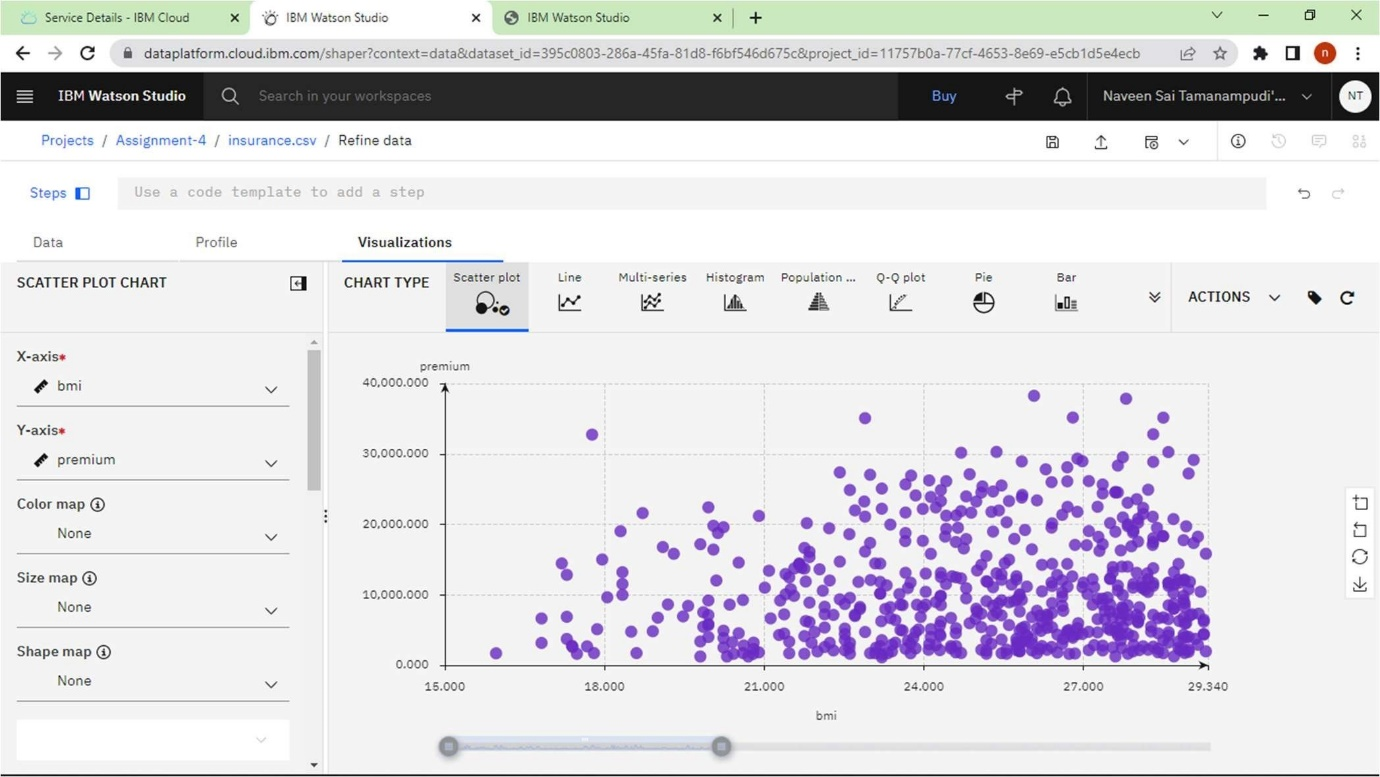 Service Details - IBM Cloud
IBM Watson Studio
IBM Watson Studio
dataplatform.cloud.ibm.com/shaper?context=data&dataset_id=395c0803-286a-45fa-81d8-f6bf546d675c&project_id=11757b0a-77cf-4653-8e69-e5cb1d5e4ecb
n
IBM Watson Studio
Search in your workspaces
Buy
Naveen Sai Tamanampudi'...
NT
Projects / Assignment-4 / insurance.csv / Refine data
Steps
Use a code template to add a step
Data
Profile
Visualizations
SCATTER PLOT CHART
CHART TYPE
Scatter plot
Line
Multi-series
Histogram
Population ...
Q-Q plot
Pie
Bar
ACTIONS
X-axis*
bmi
Y-axis*
premium
Color map
None
Size map
None
Shape map
None
premium
40,000.000
30,000.000
20,000.000
10,000.000
0.000
15.000
18.000
21.000
24.000
27.000
29.340
bmi